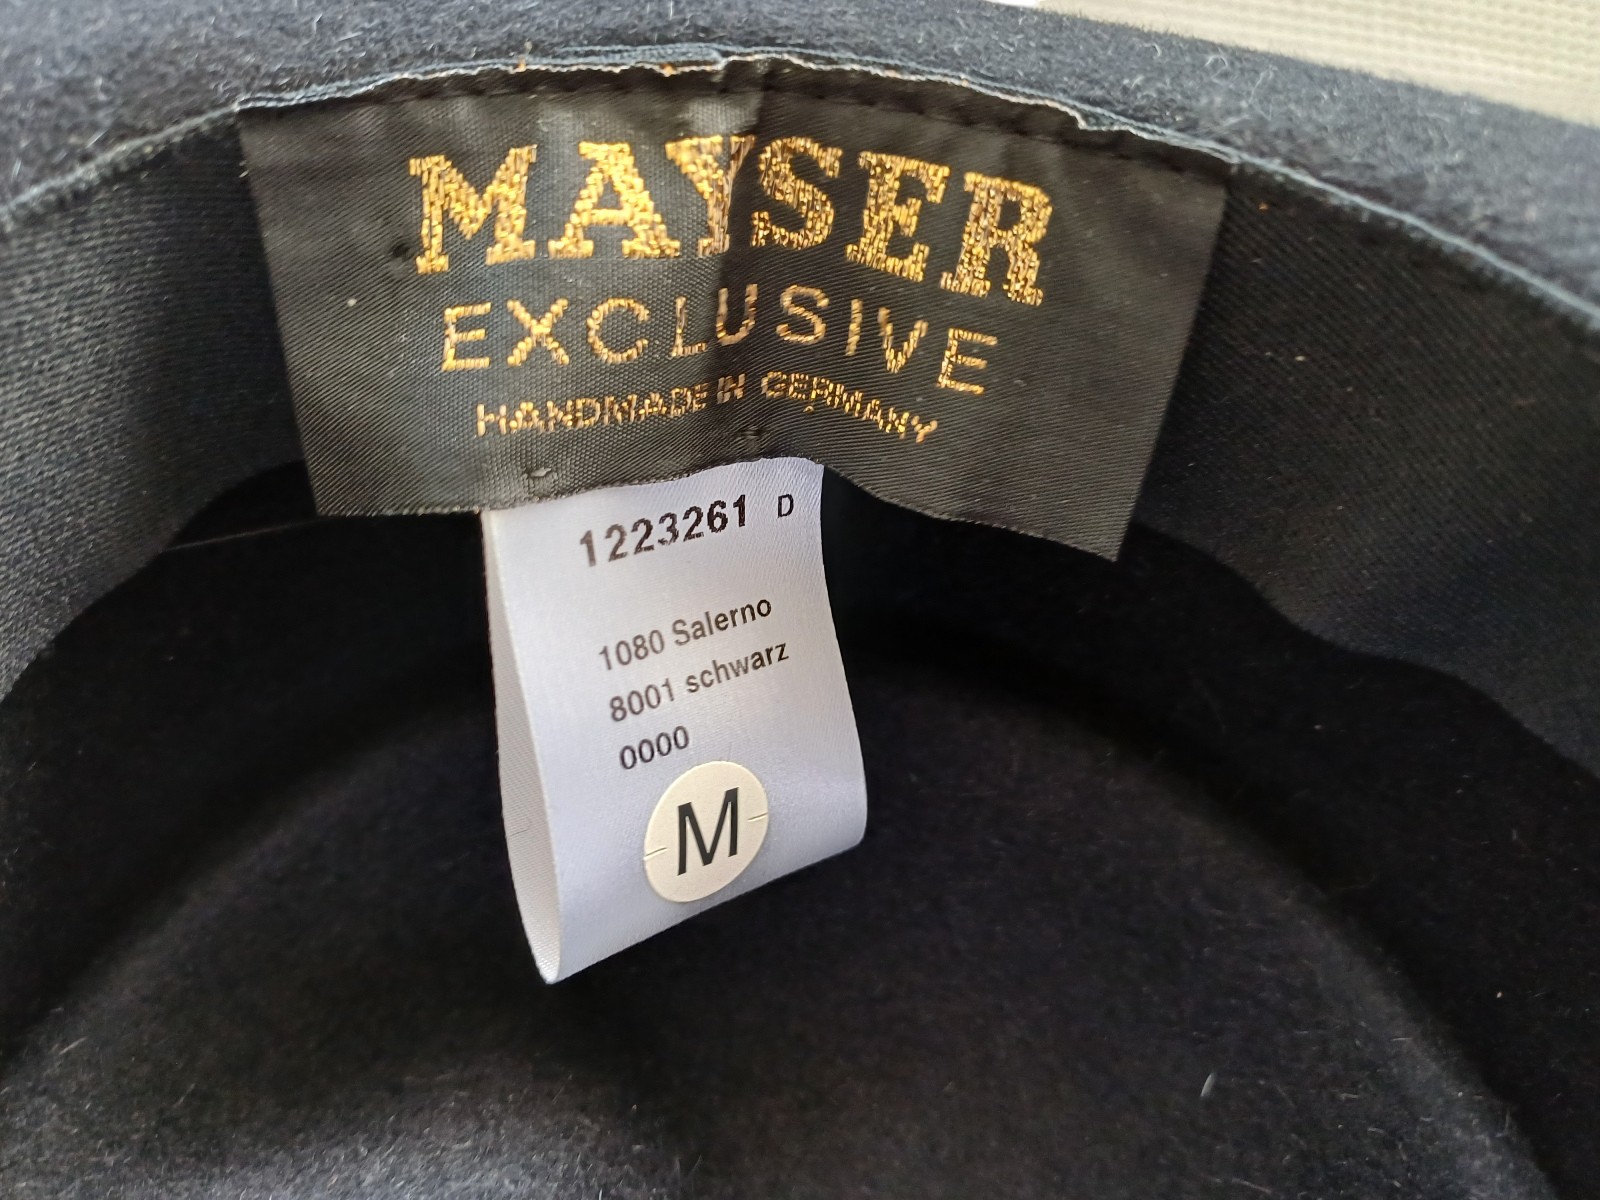 MAYSER
EXCLUSIVE
HANDMADE IN GERMANY
1223261 D
1080 Salerno
8001 schwarz
0000
M